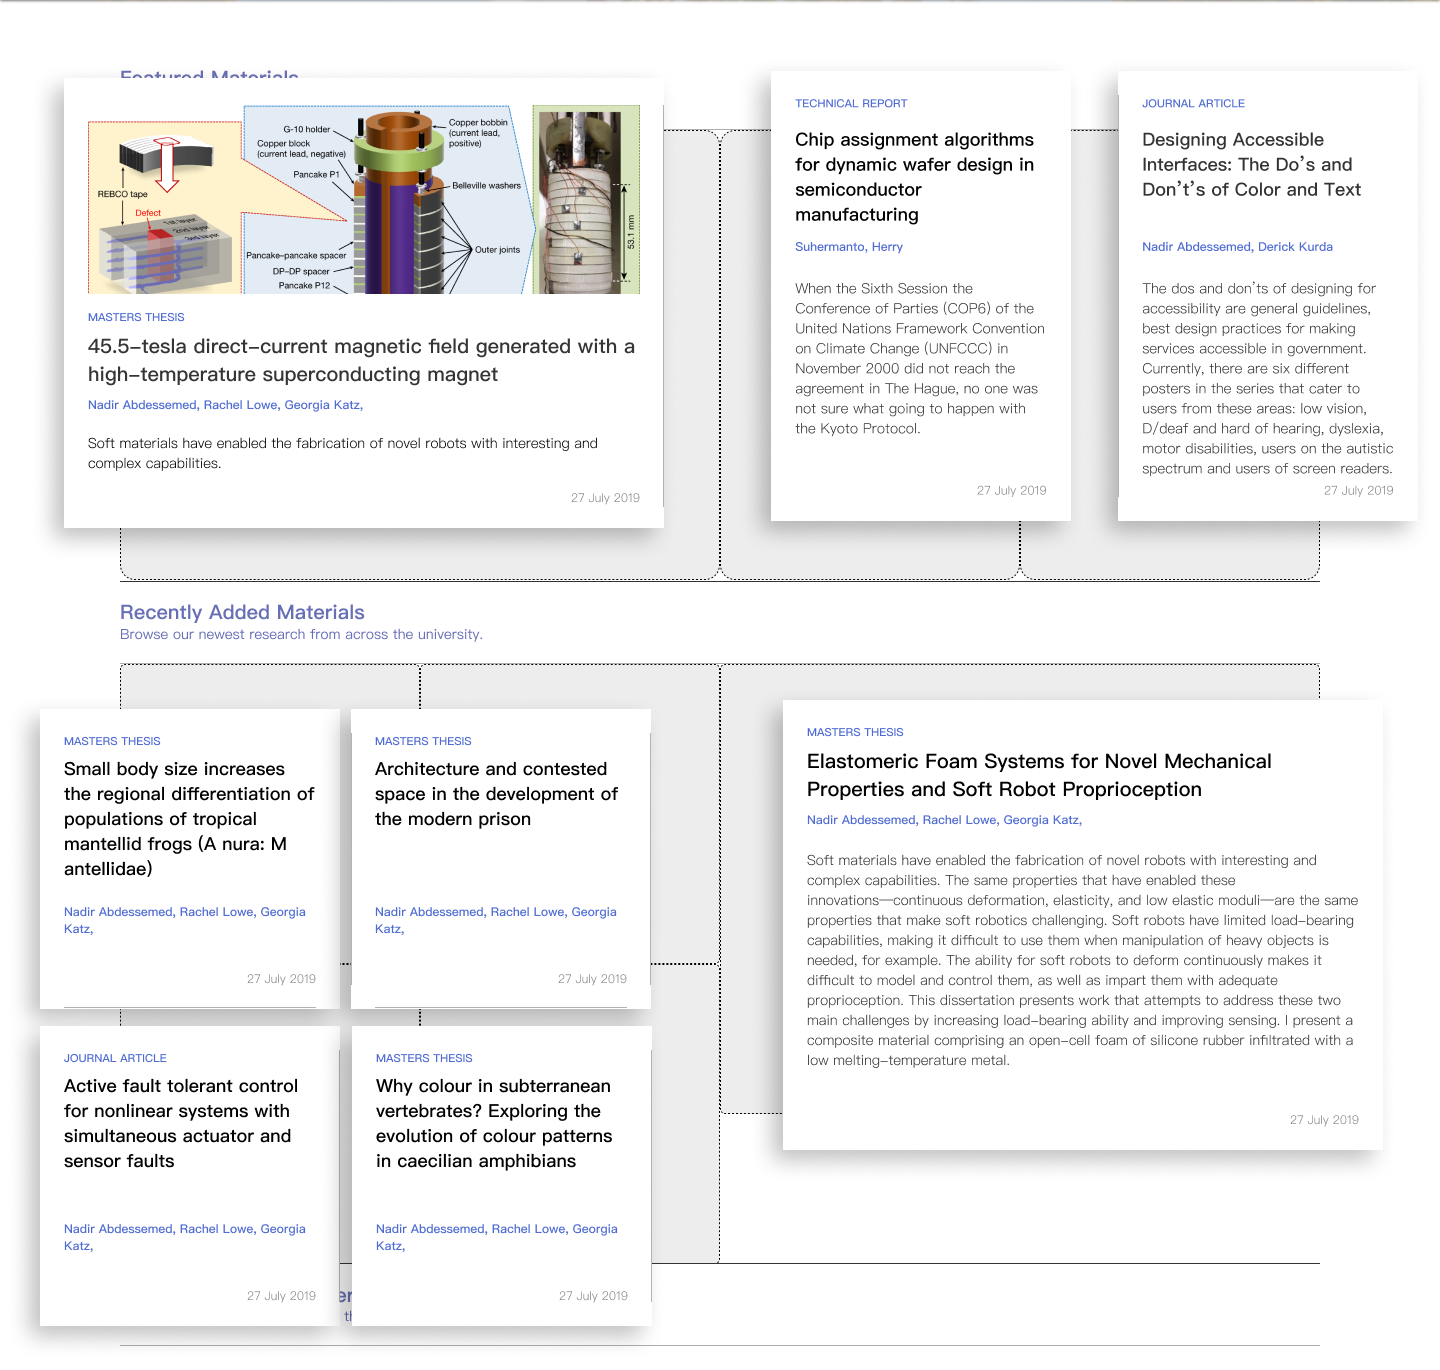 Featured Materials
G-10 holder
Copper block
(current lead, negative)
Pancake P1
Copper bobbin
(current lead,
positive)
Belleville washers
REBCO tape
Defect
1st layer
2nd layer
3rd layer
Pancake-pancake spacer
DP-DP spacer
Pancake P12
Outer joints
53.1 mm
MASTERS THESIS
45.5-tesla direct-current magnetic field generated with a
high-temperature superconducting magnet
Nadir Abdessemed, Rachel Lowe, Georgia Katz,
Soft materials have enabled the fabrication of novel robots with interesting and
complex capabilities.
27 July 2019
TECHNICAL REPORT
Chip assignment algorithms
for dynamic wafer design in
semiconductor
manufacturing
Suhermanto, Herry
When the Sixth Session the
Conference of Parties (COP6) of the
United Nations Framework Convention
on Climate Change (UNFCCC) in
November 2000 did not reach the
agreement in The Hague, no one was
not sure what going to happen with
the Kyoto Protocol.
27 July 2019
JOURNAL ARTICLE
Designing Accessible
Interfaces: The Do's and
Don't's of Color and Text
Nadir Abdessemed, Derick Kurda
The dos and don'ts of designing for
accessibility are general guidelines,
best design practices for making
services accessible in government.
Currently, there are six different
posters in the series that cater to
users from these areas: low vision,
D/deaf and hard of hearing, dyslexia,
motor disabilities, users on the autistic
spectrum and users of screen readers.
27 July 2019
Recently Added Materials
Browse our newest research from across the university.
MASTERS THESIS
Small body size increases
the regional differentiation of
populations of tropical
mantellid frogs (A nura: M
antellidae)
Nadir Abdessemed, Rachel Lowe, Georgia
Katz,
27 July 2019
MASTERS THESIS
Architecture and contested
space in the development of
the modern prison
Nadir Abdessemed, Rachel Lowe, Georgia
Katz,
27 July 2019
MASTERS THESIS
Elastomeric Foam Systems for Novel Mechanical
Properties and Soft Robot Proprioception
Nadir Abdessemed, Rachel Lowe, Georgia Katz,
Soft materials have enabled the fabrication of novel robots with interesting and
complex capabilities. The same properties that have enabled these
innovations—continuous deformation, elasticity, and low elastic moduli—are the same
properties that make soft robotics challenging. Soft robots have limited load-bearing
capabilities, making it difficult to use them when manipulation of heavy objects is
needed, for example. The ability for soft robots to deform continuously makes it
difficult to model and control them, as well as impart them with adequate
proprioception. This dissertation presents work that attempts to address these two
main challenges by increasing load-bearing ability and improving sensing. I present a
composite material comprising an open-cell foam of silicone rubber infiltrated with a
low melting-temperature metal.
27 July 2019
JOURNAL ARTICLE
Active fault tolerant control
for nonlinear systems with
simultaneous actuator and
sensor faults
Nadir Abdessemed, Rachel Lowe, Georgia
Katz,
27 July 2019
MASTERS THESIS
Why colour in subterranean
vertebrates? Exploring the
evolution of colour patterns
in caecilian amphibians
Nadir Abdessemed, Rachel Lowe, Georgia
Katz,
27 July 2019